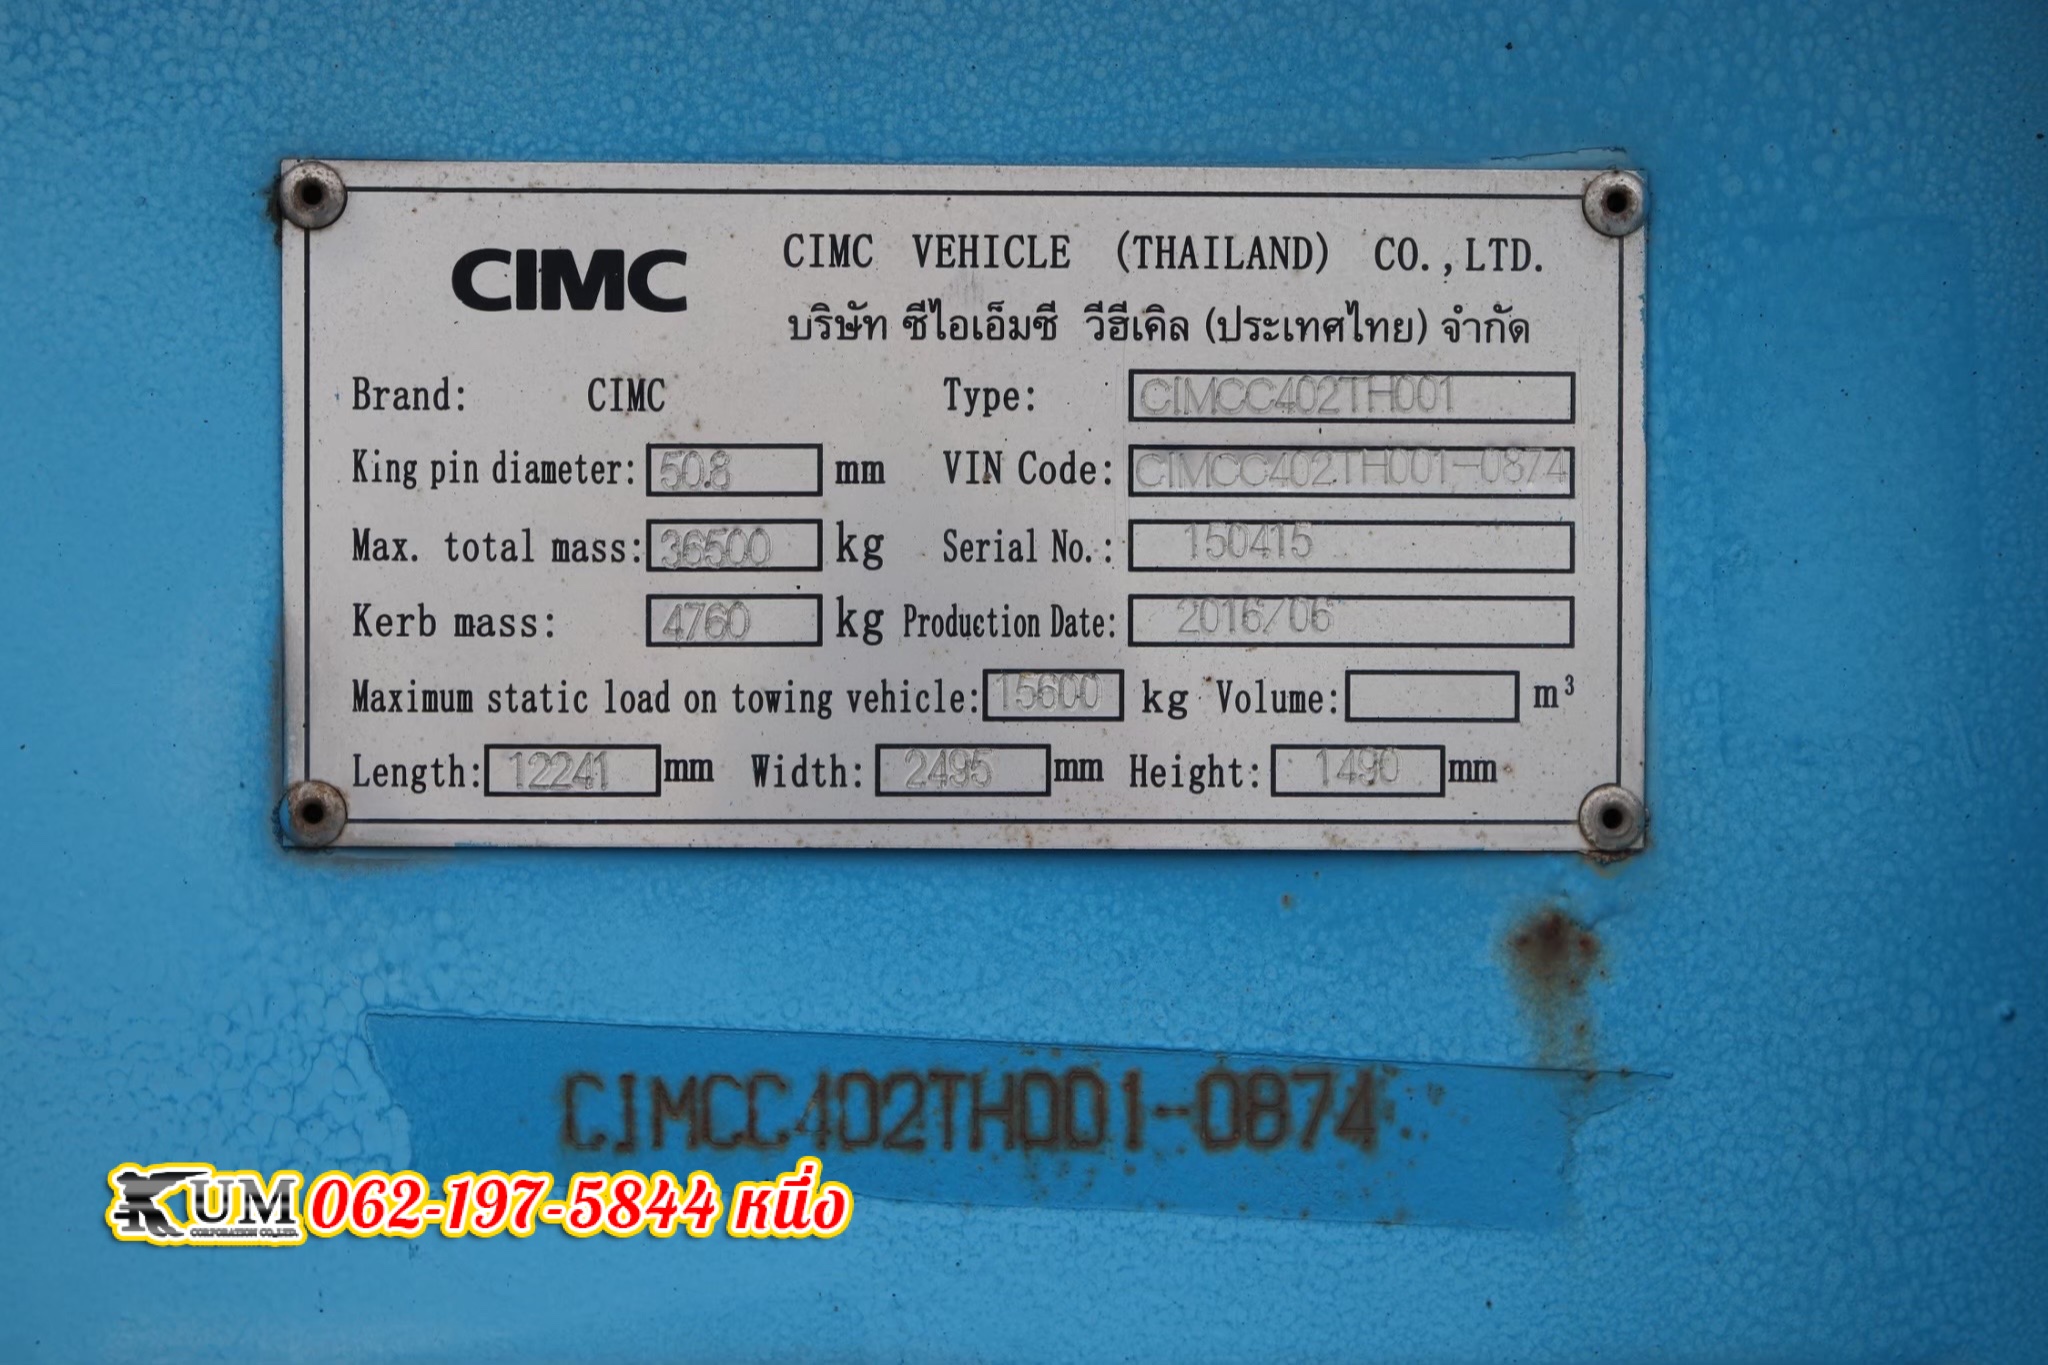 CIMC
CIMC VEHICLE (THAILAND) CO.,LTD.
บริษัท ซีไอเอ็มซี วีฮีเคิล (ประเทศไทย) จำกัด
Brand: CIMC Type: CIMCC402TH001
King pin diameter: 50.8 mm VIN Code: CIMCC402TH001-0874
Max. total mass: 36500 kg Serial No.: 150415
Kerb mass: 4760 kg Production Date: 2016/06
Maximum static load on towing vehicle: 15600 kg Volume: m³
Length: 12241 mm Width: 2495 mm Height: 1490 mm
CIMCC402TH001-0874
KUM 062-197-5844 หนึ่ง
CORPORATION CO.,LTD.